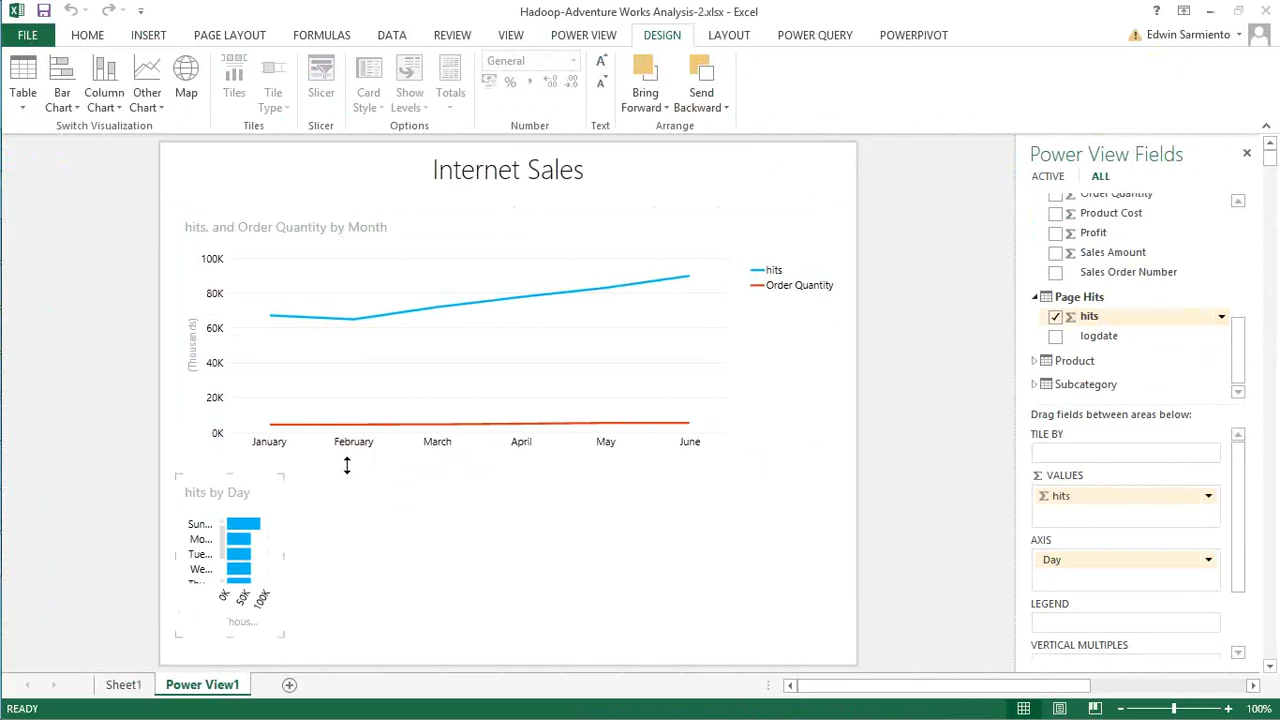 Hadoop-Adventure Works Analysis-2.xlsx - Excel
FILE HOME INSERT PAGE LAYOUT FORMULAS DATA REVIEW VIEW POWER VIEW DESIGN LAYOUT POWER QUERY POWERPIVOT Edwin Sarmiento
Table Bar Chart Column Chart Other Chart Map
Switch Visualization
Tiles Tile Type
Tiles
Slicer
Slicer
Card Style Show Levels Totals
Options
General
%
Number
A A
Text
Bring Forward Send Backward
Arrange
Internet Sales
hits, and Order Quantity by Month
100K
80K
60K
40K
20K
0K
(Thousands)
January February March April May June
hits
Order Quantity
hits by Day
Sun...
Mo...
Tue...
We...
0K 50K 100K
Power View Fields
ACTIVE ALL
Order Quantity
Product Cost
Profit
Sales Amount
Sales Order Number
Page Hits
hits
logdate
Product
Subcategory
Drag fields between areas below:
TILE BY
Σ VALUES
Σ hits
AXIS
Day
LEGEND
VERTICAL MULTIPLES
Sheet1 Power View1
READY
100%